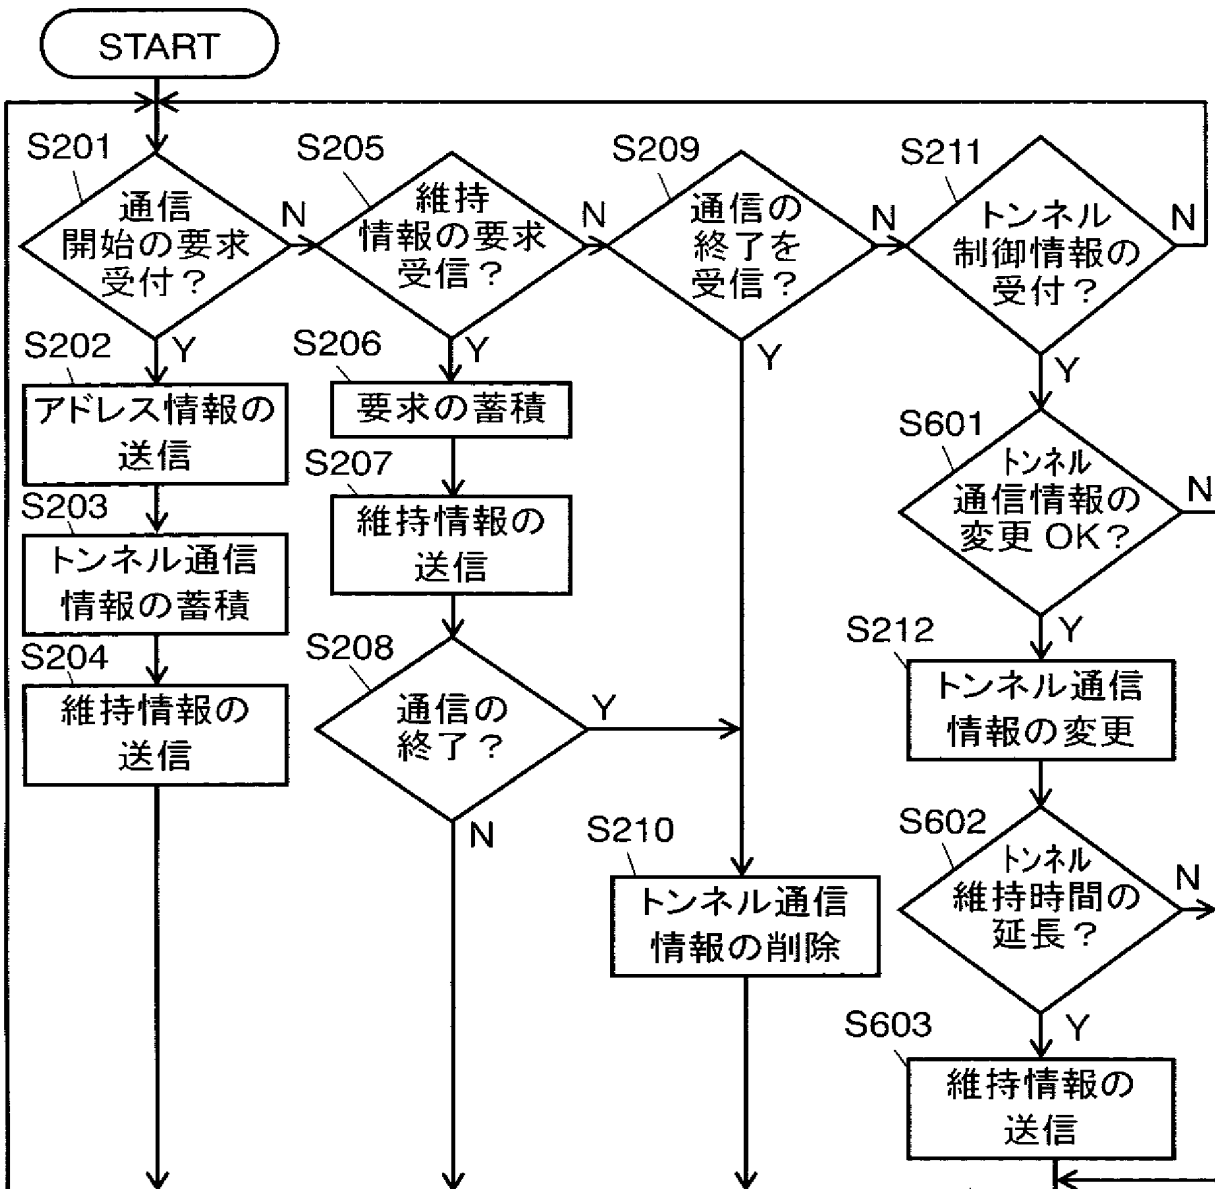 START
S201
通信
開始の要求
受付？
N
Y
S202
アドレス情報の
送信
S203
トンネル通信
情報の蓄積
S204
維持情報の
送信
S205
維持
情報の要求
受信？
N
Y
S206
要求の蓄積
S207
維持情報の
送信
S208
通信の
終了？
Y
N
S209
通信の
終了を
受信？
N
Y
S210
トンネル通信
情報の削除
S211
トンネル
制御情報の
受付？
N
Y
S601
トンネル
通信情報の
変更 OK？
N
Y
S212
トンネル通信
情報の変更
S602
トンネル
維持時間の
延長？
N
Y
S603
維持情報の
送信